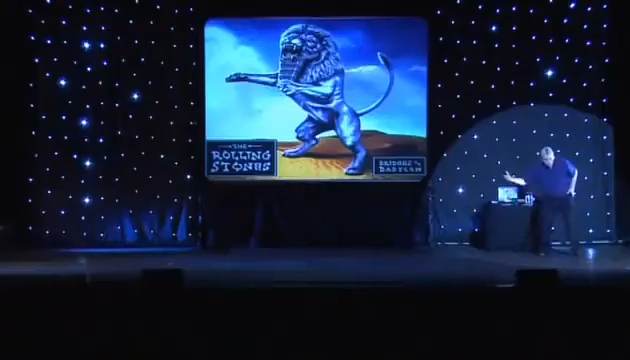 THE
ROLLING
STONES
BRIDGES TO
BABYLON